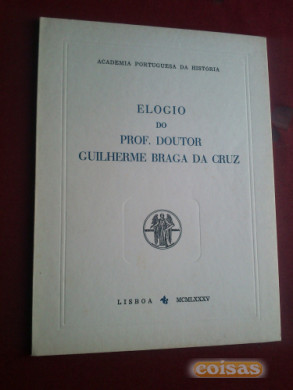 ACADEMIA PORTUGUESA DA HISTÓRIA
ELOGIO
DO
PROF. DOUTOR
GUILHERME BRAGA DA CRUZ
LISBOA MCMLXXXV
coisas